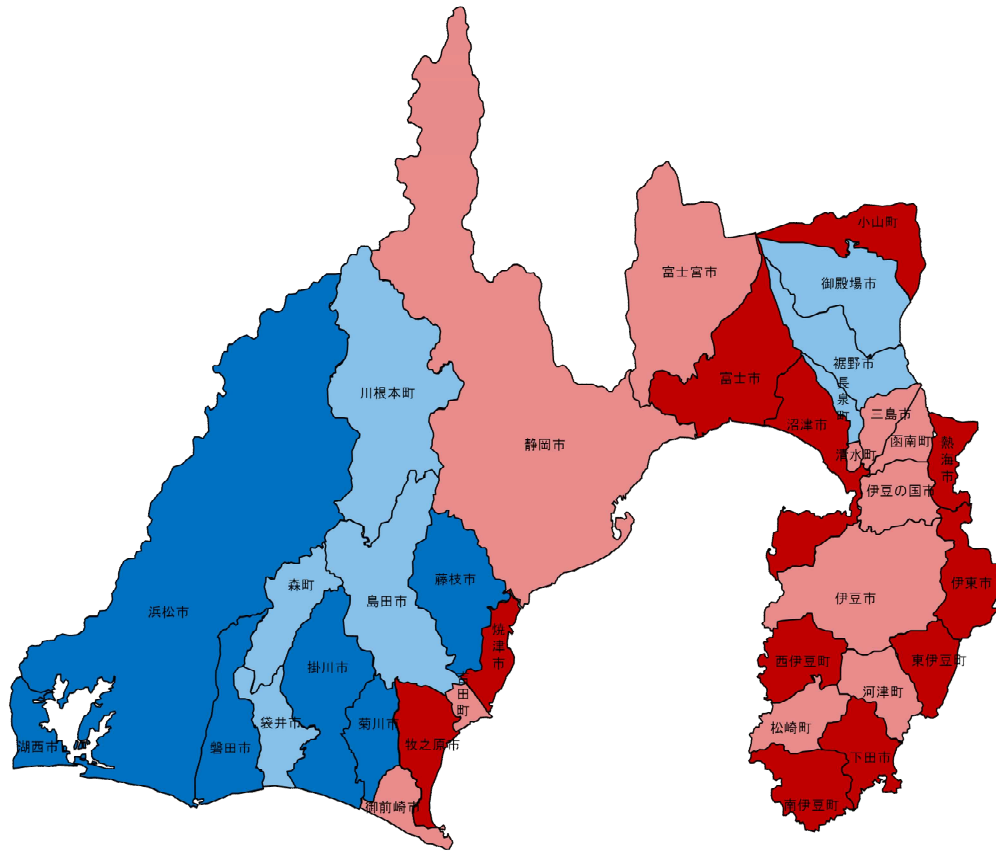 小山町
富士宮市
御殿場市
裾野市
長泉町
富士市
川根本町
沼津市
三島市
函南町
熱海市
静岡市
清水町
伊豆の国市
藤枝市
森町
伊東市
島田市
伊豆市
浜松市
焼津市
西伊豆町
東伊豆町
掛川市
河津町
吉田町
袋井市
菊川市
松崎町
湖西市
磐田市
牧之原市
下田市
御前崎市
南伊豆町